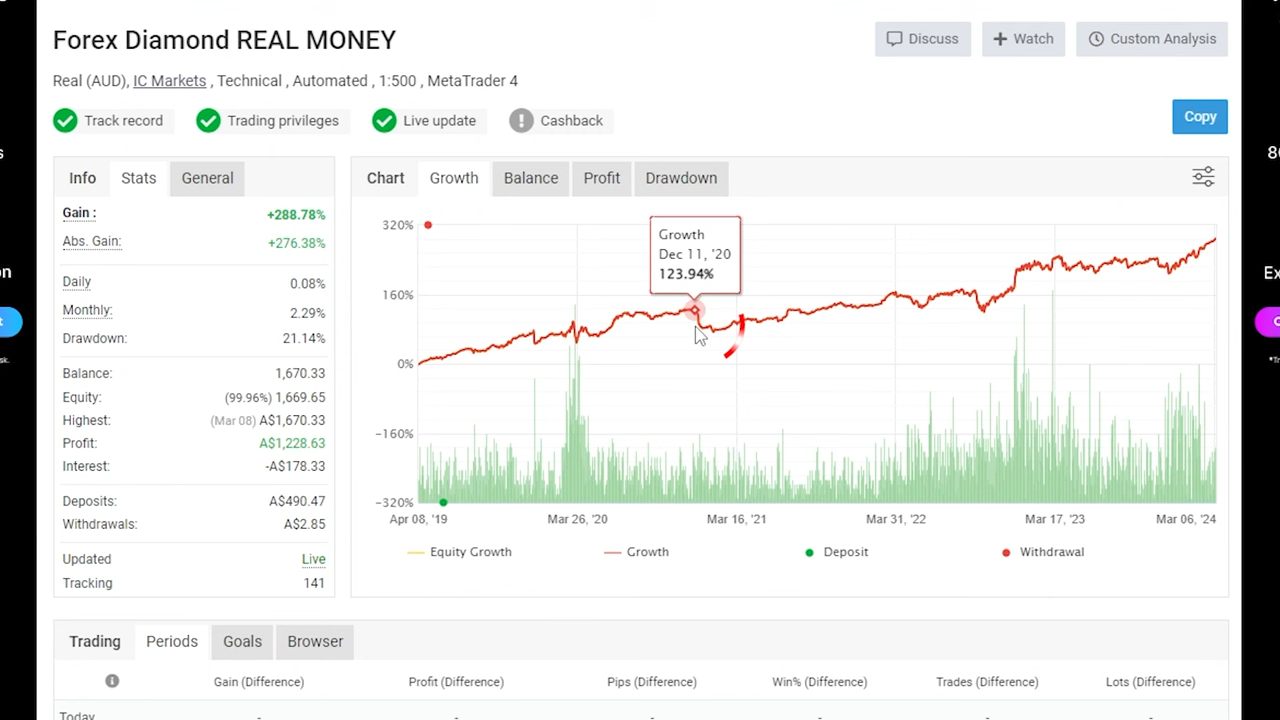 Forex Diamond REAL MONEY
Discuss
Watch
Custom Analysis
Real (AUD), IC Markets , Technical , Automated , 1:500 , MetaTrader 4
Track record
Trading privileges
Live update
Cashback
Copy
Info
Stats
General
Gain :
+288.78%
Abs. Gain:
+276.38%
Daily
0.08%
Monthly:
2.29%
Drawdown:
21.14%
Balance:
1,670.33
Equity:
(99.96%) 1,669.65
Highest:
(Mar 08) A$1,670.33
Profit:
A$1,228.63
Interest:
-A$178.33
Deposits:
A$490.47
Withdrawals:
A$2.85
Updated
Live
Tracking
141
Chart
Growth
Balance
Profit
Drawdown
320%
160%
0%
−160%
−320%
Growth
Dec 11, '20
123.94%
Apr 08, '19
Mar 26, '20
Mar 16, '21
Mar 31, '22
Mar 17, '23
Mar 06, '24
Equity Growth
Growth
Deposit
Withdrawal
Trading
Periods
Goals
Browser
Gain (Difference)
Profit (Difference)
Pips (Difference)
Win% (Difference)
Trades (Difference)
Lots (Difference)
Today